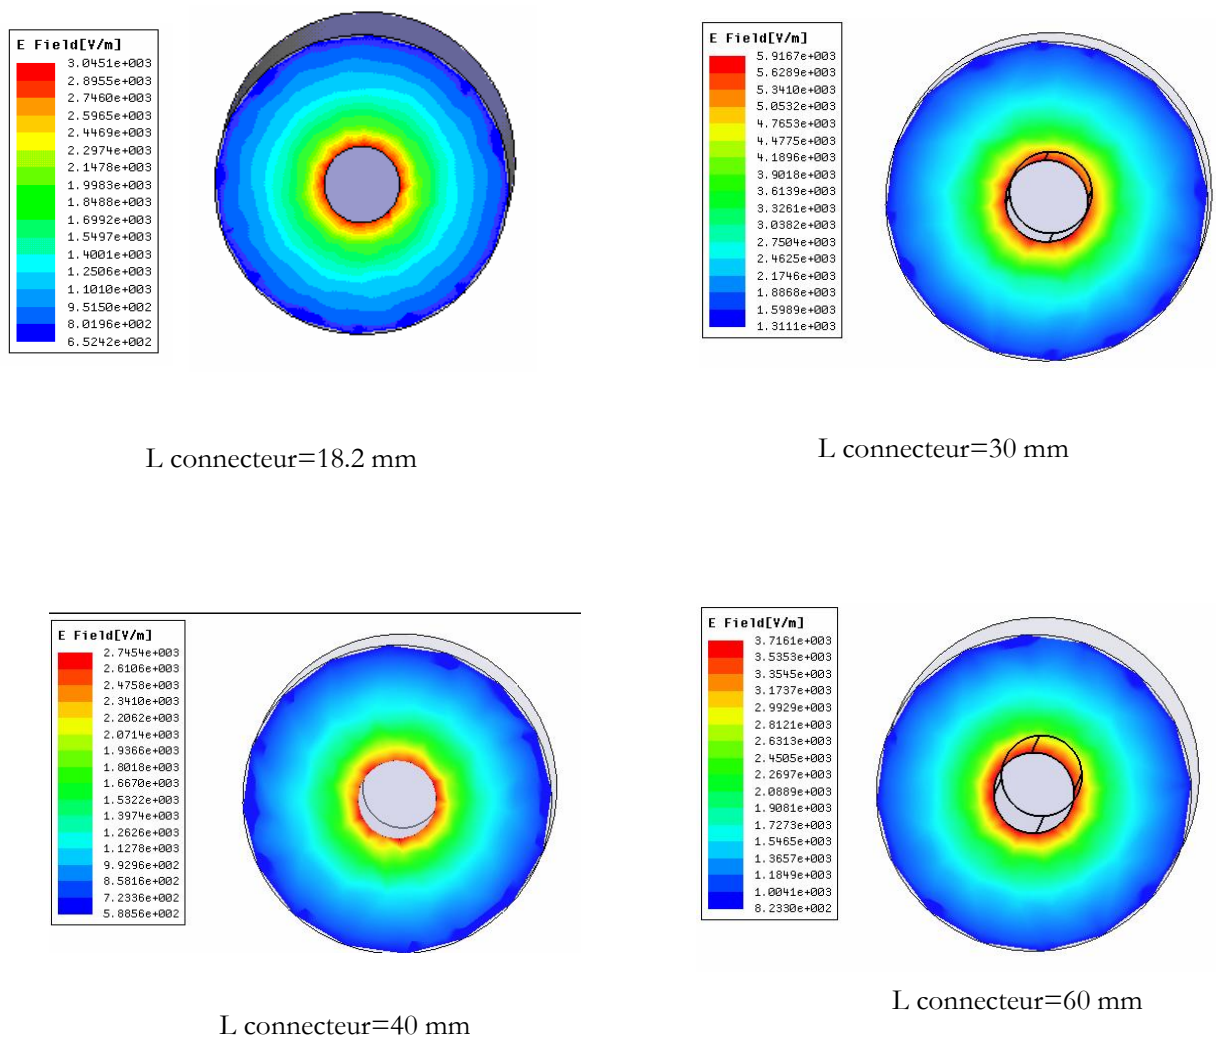 E Field[V/m]
3.0451e+003
2.8955e+003
2.7460e+003
2.5965e+003
2.4469e+003
2.2974e+003
2.1478e+003
1.9983e+003
1.8488e+003
1.6992e+003
1.5497e+003
1.4001e+003
1.2506e+003
1.1010e+003
9.5150e+002
8.0196e+002
6.5242e+002
L connecteur=18.2 mm
E Field[V/m]
5.9167e+003
5.6289e+003
5.3410e+003
5.0532e+003
4.7653e+003
4.4775e+003
4.1896e+003
3.9018e+003
3.6139e+003
3.3261e+003
3.0382e+003
2.7504e+003
2.4625e+003
2.1746e+003
1.8868e+003
1.5989e+003
1.3111e+003
L connecteur=30 mm
E Field[V/m]
2.7454e+003
2.6106e+003
2.4758e+003
2.3410e+003
2.2062e+003
2.0714e+003
1.9366e+003
1.8018e+003
1.6670e+003
1.5322e+003
1.3974e+003
1.2626e+003
1.1278e+003
9.9296e+002
8.5816e+002
7.2336e+002
5.8856e+002
L connecteur=40 mm
E Field[V/m]
3.7161e+003
3.5353e+003
3.3545e+003
3.1737e+003
2.9929e+003
2.8121e+003
2.6313e+003
2.4505e+003
2.2697e+003
2.0889e+003
1.9081e+003
1.7273e+003
1.5465e+003
1.3657e+003
1.1849e+003
1.0041e+003
8.2330e+002
L connecteur=60 mm